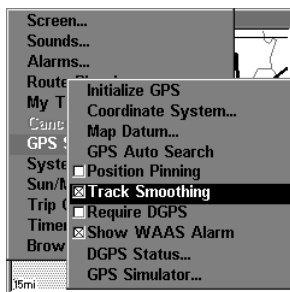 Screen...
Sounds...
Alarms...
Route
My T
Canc
GPS S
Syste
Sun/M
Trip C
Timer
Brow
Initialize GPS
Coordinate System...
Map Datum...
GPS Auto Search
Position Pinning
Track Smoothing
Require DGPS
Show WAAS Alarm
DGPS Status...
GPS Simulator...
15mi